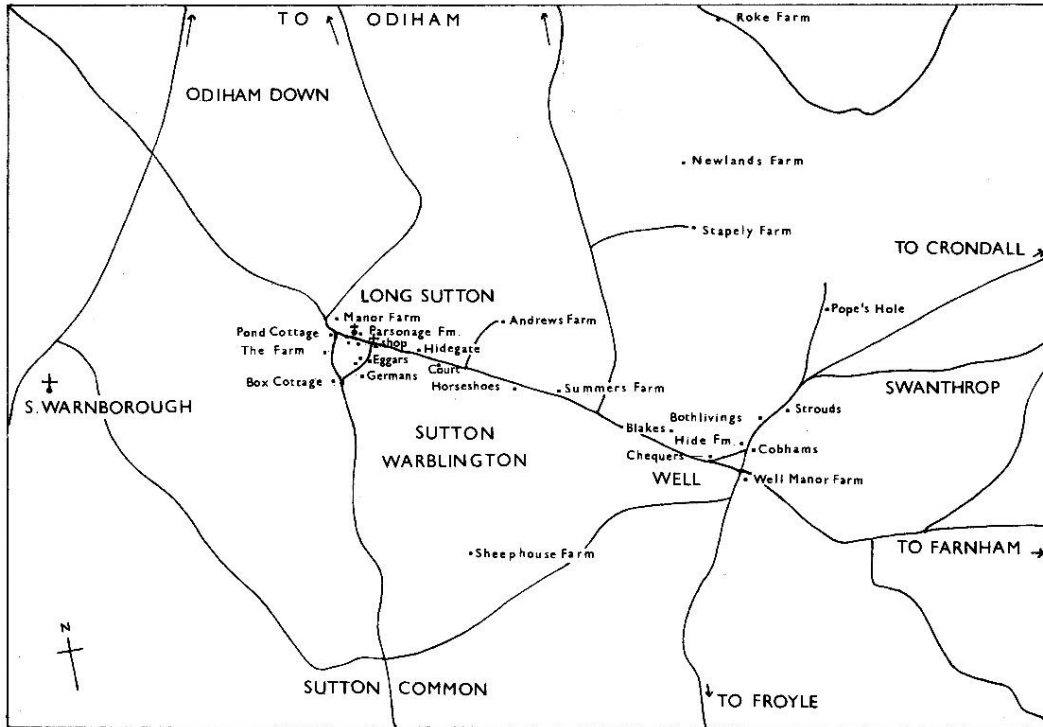 TO ODIHAM
Roke Farm
ODIHAM DOWN
Newlands Farm
Stapely Farm
TO CRONDALL
LONG SUTTON
Manor Farm
Pope's Hole
Andrews Farm
Pond Cottage
Parsonage Fm.
shop
The Farm
Hidegate
Eggars
Court
Box Cottage
Germans
Horseshoes
Summers Farm
SWANTHROP
S. WARNBOROUGH
Strouds
Bothlivings
SUTTON
WARBLINGTON
Blakes
Hide Fm.
Chequers
Cobhams
WELL
Well Manor Farm
Sheephouse Farm
TO FARNHAM
N
SUTTON COMMON
TO FROYLE